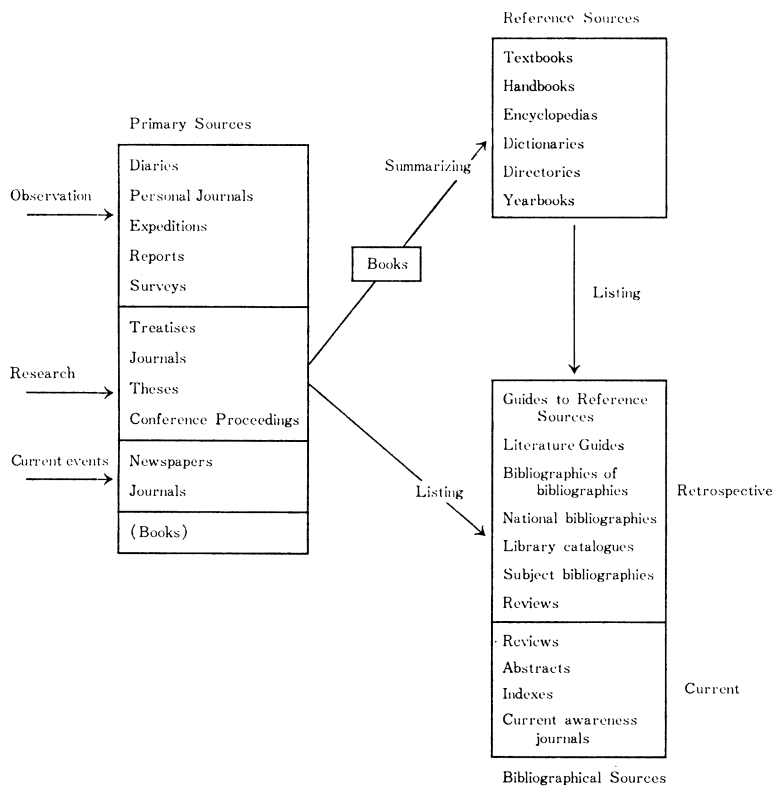 Reference Sources
Textbooks
Handbooks
Encyclopedias
Dictionaries
Directories
Yearbooks
Primary Sources
Diaries
Personal Journals
Expeditions
Reports
Surveys
Treatises
Journals
Theses
Conference Proceedings
Newspapers
Journals
(Books)
Observation
Research
Current events
Summarizing
Books
Listing
Listing
Guides to Reference
Sources
Literature Guides
Bibliographies of
bibliographies
National bibliographies
Library catalogues
Subject bibliographies
Reviews
Retrospective
Reviews
Abstracts
Indexes
Current awareness
journals
Current
Bibliographical Sources